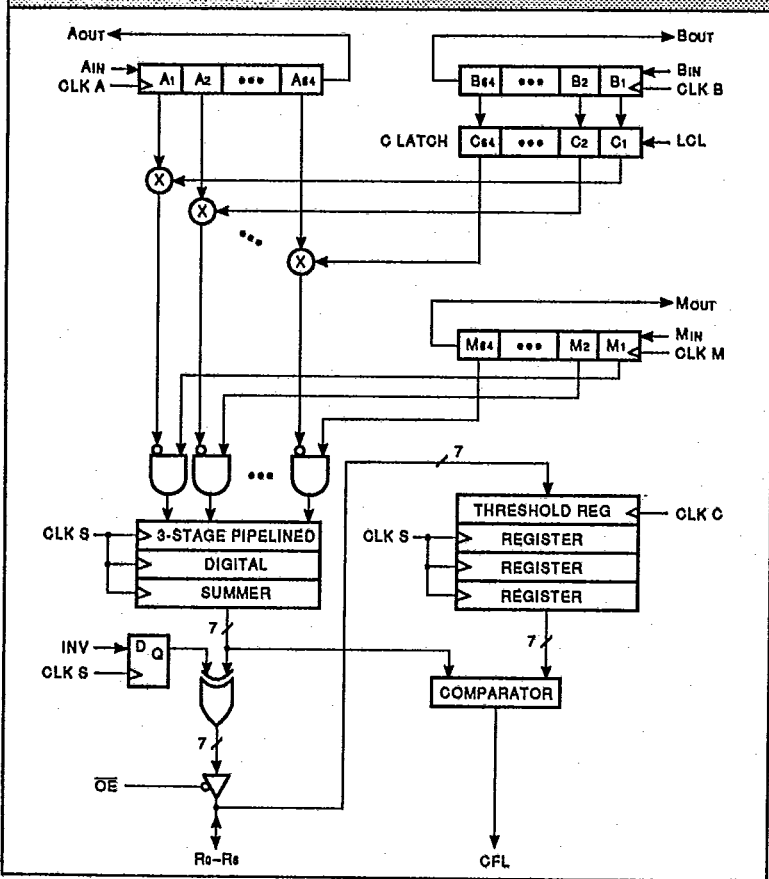 AOUT
BOUT
AIN
CLK A
A1 A2 ••• A64
B64 ••• B2 B1
BIN
CLK B
C LATCH
C64 ••• C2 C1
LCL
X
X
•••
X
MOUT
M64 ••• M2 M1
MIN
CLK M
•••
7
CLK S
3-STAGE PIPELINED
DIGITAL
SUMMER
THRESHOLD REG
CLK C
CLK S
REGISTER
REGISTER
REGISTER
7
7
INV
D Q
CLK S
COMPARATOR
7
OE
R0–R6
CFL